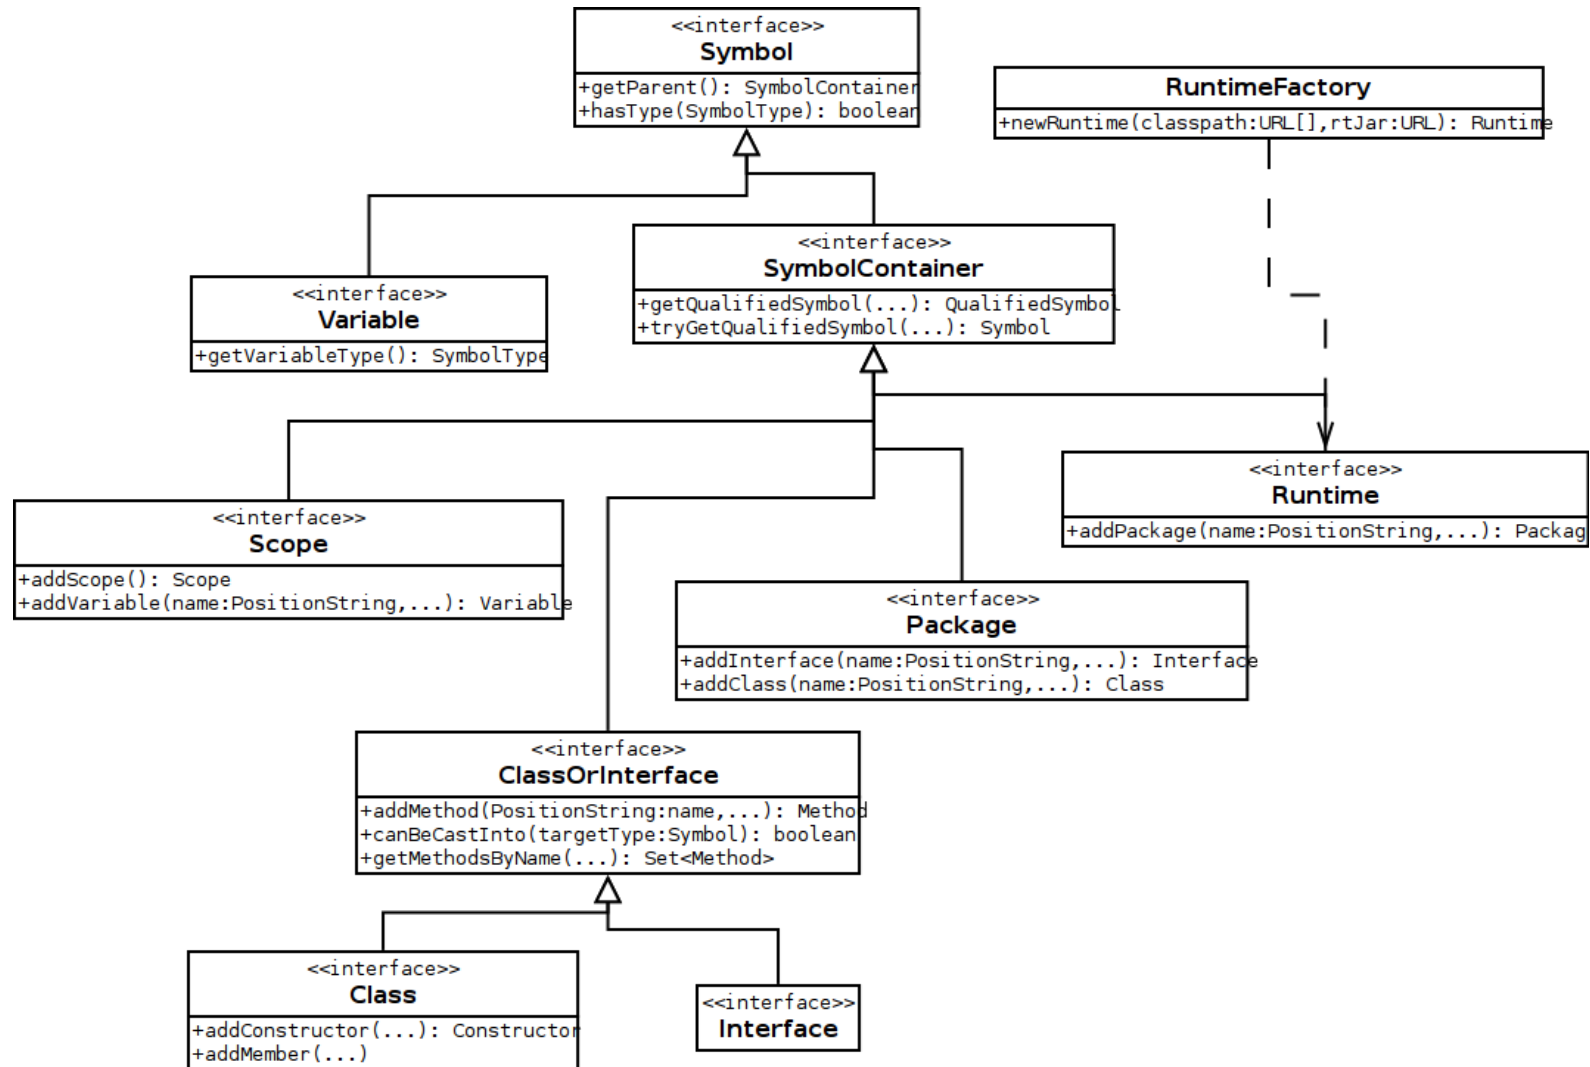 <<interface>>
Symbol
+getParent(): SymbolContainer
+hasType(SymbolType): boolean
RuntimeFactory
+newRuntime(classpath:URL[],rtJar:URL): Runtime
<<interface>>
SymbolContainer
+getQualifiedSymbol(...): QualifiedSymbol
+tryGetQualifiedSymbol(...): Symbol
<<interface>>
Variable
+getVariableType(): SymbolType
<<interface>>
Runtime
+addPackage(name:PositionString,...): Packag
<<interface>>
Scope
+addScope(): Scope
+addVariable(name:PositionString,...): Variable
<<interface>>
Package
+addInterface(name:PositionString,...): Interface
+addClass(name:PositionString,...): Class
<<interface>>
ClassOrInterface
+addMethod(PositionString:name,...): Method
+canBeCastInto(targetType:Symbol): boolean
+getMethodsByName(...): Set<Method>
<<interface>>
Class
+addConstructor(...): Constructor
+addMember(...)
<<interface>>
Interface